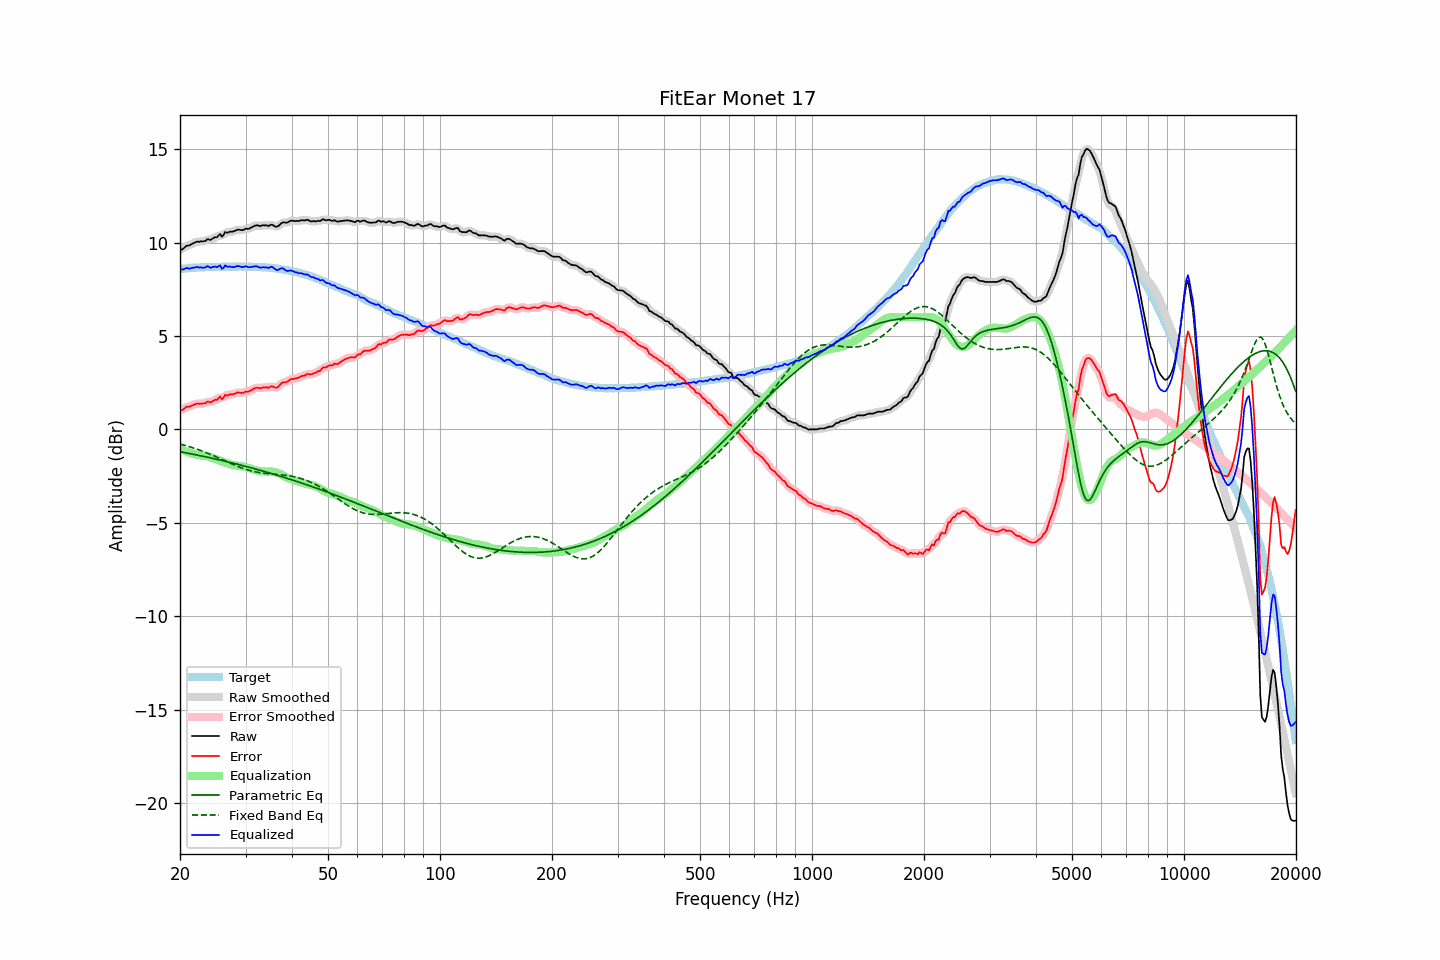 FitEar Monet 17
Amplitude (dBr)
15
10
5
0
−5
−10
−15
−20
Target
Raw Smoothed
Error Smoothed
Raw
Error
Equalization
Parametric Eq
Fixed Band Eq
Equalized
20 50 100 200 500 1000 2000 5000 10000 20000
Frequency (Hz)